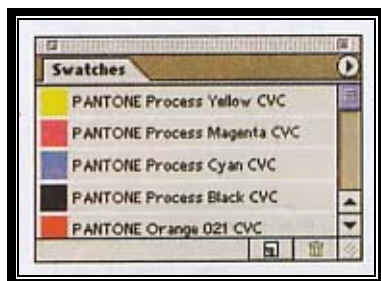 Swatches
PANTONE Process Yellow CVC
PANTONE Process Magenta CVC
PANTONE Process Cyan CVC
PANTONE Process Black CVC
PANTONE Orange 021 CVC